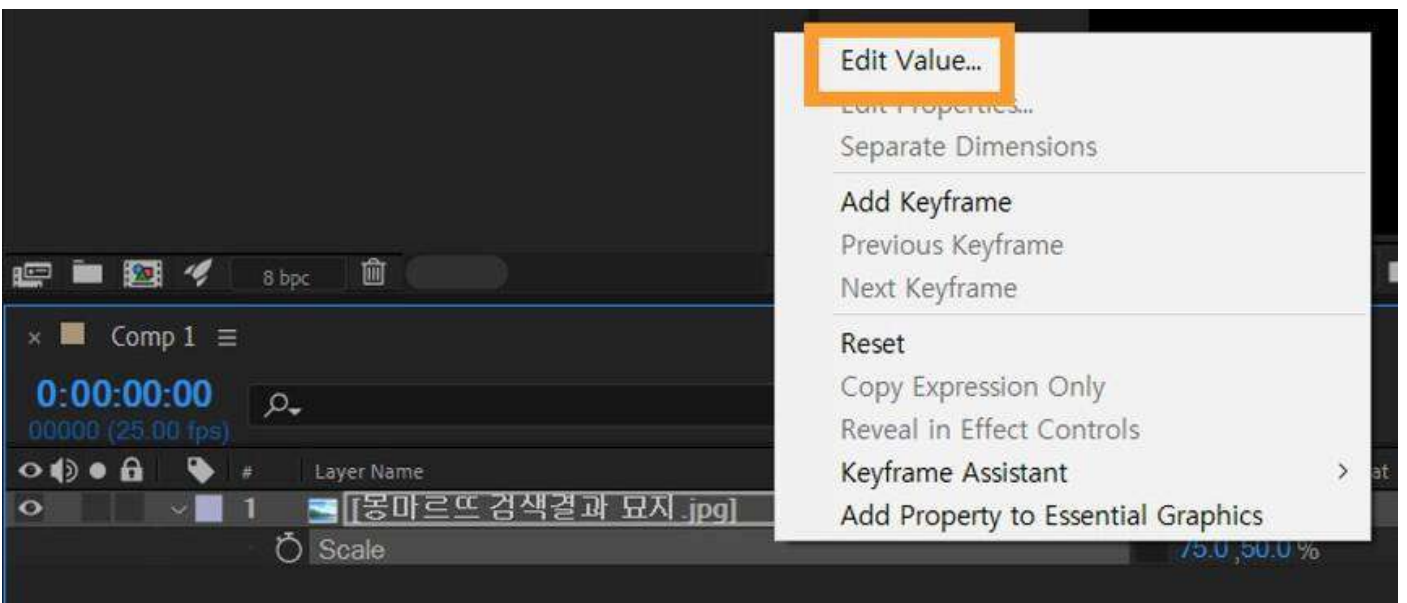 Edit Value...
Edit Properties...
Separate Dimensions
Add Keyframe
Previous Keyframe
Next Keyframe
Reset
Copy Expression Only
Reveal in Effect Controls
Keyframe Assistant
Add Property to Essential Graphics
8 bpc
Comp 1
0:00:00:00
00000 (25.00 fps)
# Layer Name
1 [몽마르뜨 검색결과 묘지.jpg]
Scale 75.0,50.0 %